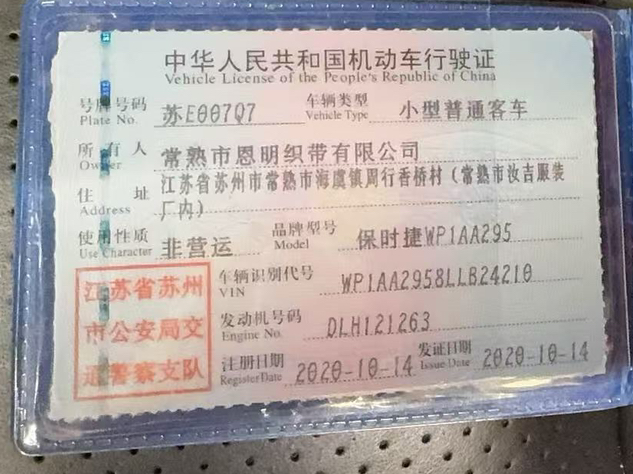 中华人民共和国机动车行驶证
Vehicle License of the People's Republic of China
号牌号码 苏E007Q7 车辆类型 小型普通客车
Plate No. Vehicle Type
所有人 常熟市恩明织带有限公司
Owner
住址 江苏省苏州市常熟市海虞镇周行香桥村（常熟市汝吉服装
Address 厂内）
使用性质 非营运 品牌型号 保时捷WP1AA295
Use Character Model
江苏省苏州 车辆识别代号 WP1AA2958LLB24210
VIN
市公安局交 发动机号码 DLH121263
Engine No.
通警察支队 注册日期 2020-10-14 发证日期 2020-10-14
Register Date Issue Date